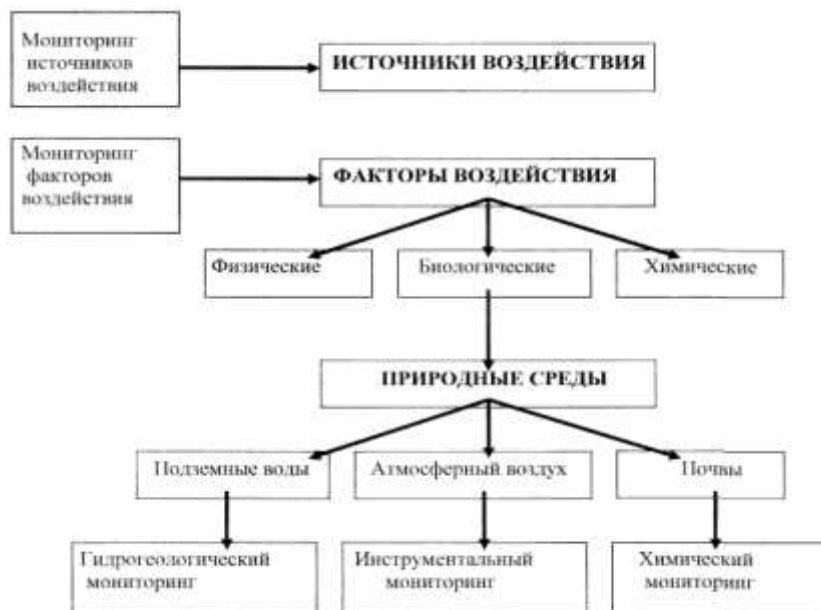 Мониторинг
источников
воздействия
ИСТОЧНИКИ ВОЗДЕЙСТВИЯ
Мониторинг
факторов
воздействия
ФАКТОРЫ ВОЗДЕЙСТВИЯ
Физические
Биологические
Химические
ПРИРОДНЫЕ СРЕДЫ
Подземные воды
Атмосферный воздух
Почвы
Гидрогеологический
мониторинг
Инструментальный
мониторинг
Химический
мониторинг